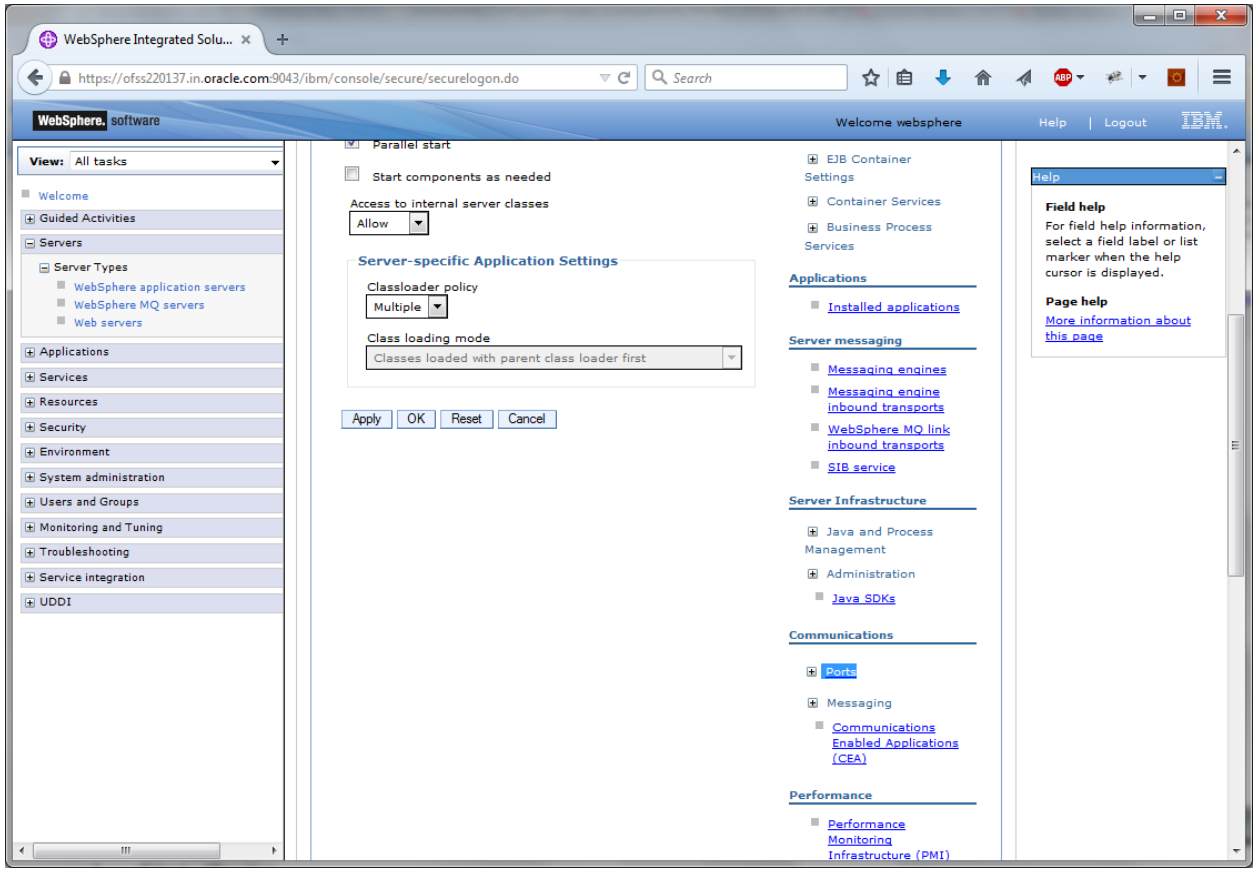 WebSphere Integrated Solu... × +
https://ofss220137.in.oracle.com:9043/ibm/console/secure/securelogon.do
Search
ABP
WebSphere. software
Welcome websphere
Help | Logout
IBM.
View: All tasks
Welcome
Guided Activities
Servers
Server Types
WebSphere application servers
WebSphere MQ servers
Web servers
Applications
Services
Resources
Security
Environment
System administration
Users and Groups
Monitoring and Tuning
Troubleshooting
Service integration
UDDI
Parallel start
Start components as needed
Access to internal server classes
Allow
Server-specific Application Settings
Classloader policy
Multiple
Class loading mode
Classes loaded with parent class loader first
Apply OK Reset Cancel
EJB Container
Settings
Container Services
Business Process
Services
Applications
Installed applications
Server messaging
Messaging engines
Messaging engine
inbound transports
WebSphere MQ link
inbound transports
SIB service
Server Infrastructure
Java and Process
Management
Administration
Java SDKs
Communications
Ports
Messaging
Communications
Enabled Applications
(CEA)
Performance
Performance
Monitoring
Infrastructure (PMI)
Help
Field help
For field help information,
select a field label or list
marker when the help
cursor is displayed.
Page help
More information about
this page